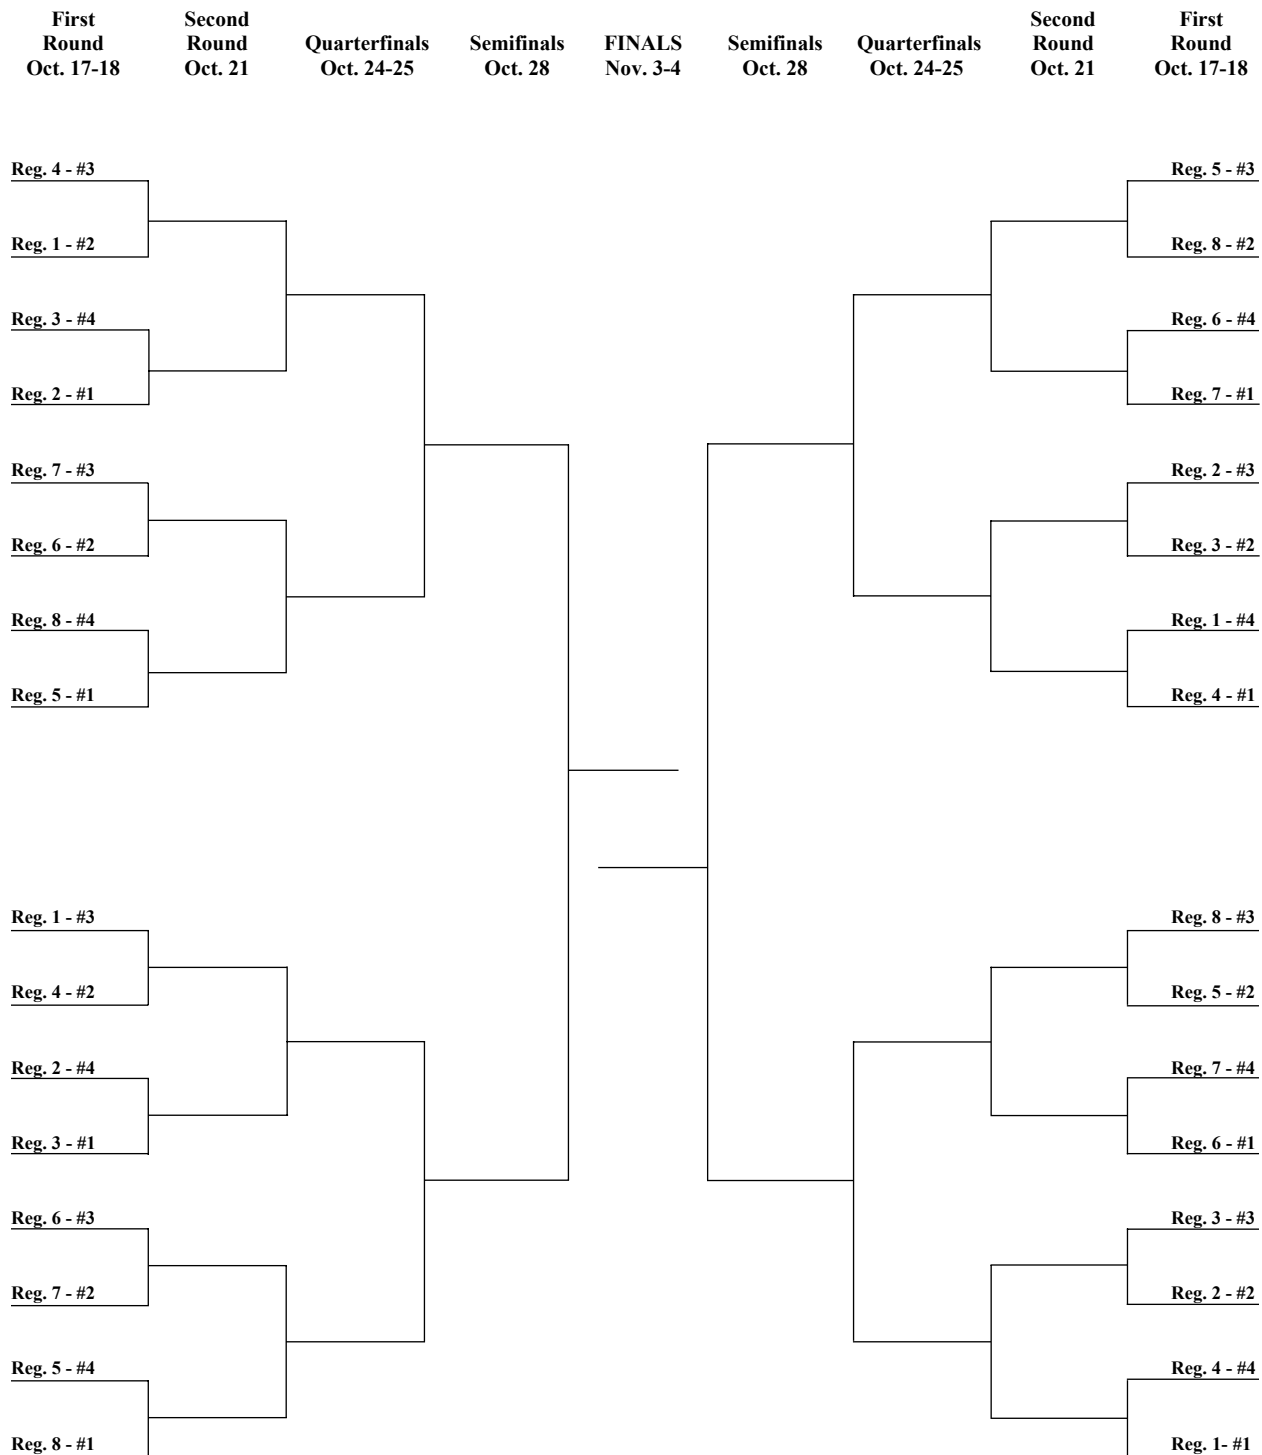 First
Round
Oct. 17-18
Second
Round
Oct. 21
Quarterfinals
Oct. 24-25
Semifinals
Oct. 28
FINALS
Nov. 3-4
Semifinals
Oct. 28
Quarterfinals
Oct. 24-25
Second
Round
Oct. 21
First
Round
Oct. 17-18
Reg. 4 - #3
Reg. 1 - #2
Reg. 3 - #4
Reg. 2 - #1
Reg. 7 - #3
Reg. 6 - #2
Reg. 8 - #4
Reg. 5 - #1
Reg. 1 - #3
Reg. 4 - #2
Reg. 2 - #4
Reg. 3 - #1
Reg. 6 - #3
Reg. 7 - #2
Reg. 5 - #4
Reg. 8 - #1
Reg. 5 - #3
Reg. 8 - #2
Reg. 6 - #4
Reg. 7 - #1
Reg. 2 - #3
Reg. 3 - #2
Reg. 1 - #4
Reg. 4 - #1
Reg. 8 - #3
Reg. 5 - #2
Reg. 7 - #4
Reg. 6 - #1
Reg. 3 - #3
Reg. 2 - #2
Reg. 4 - #4
Reg. 1- #1